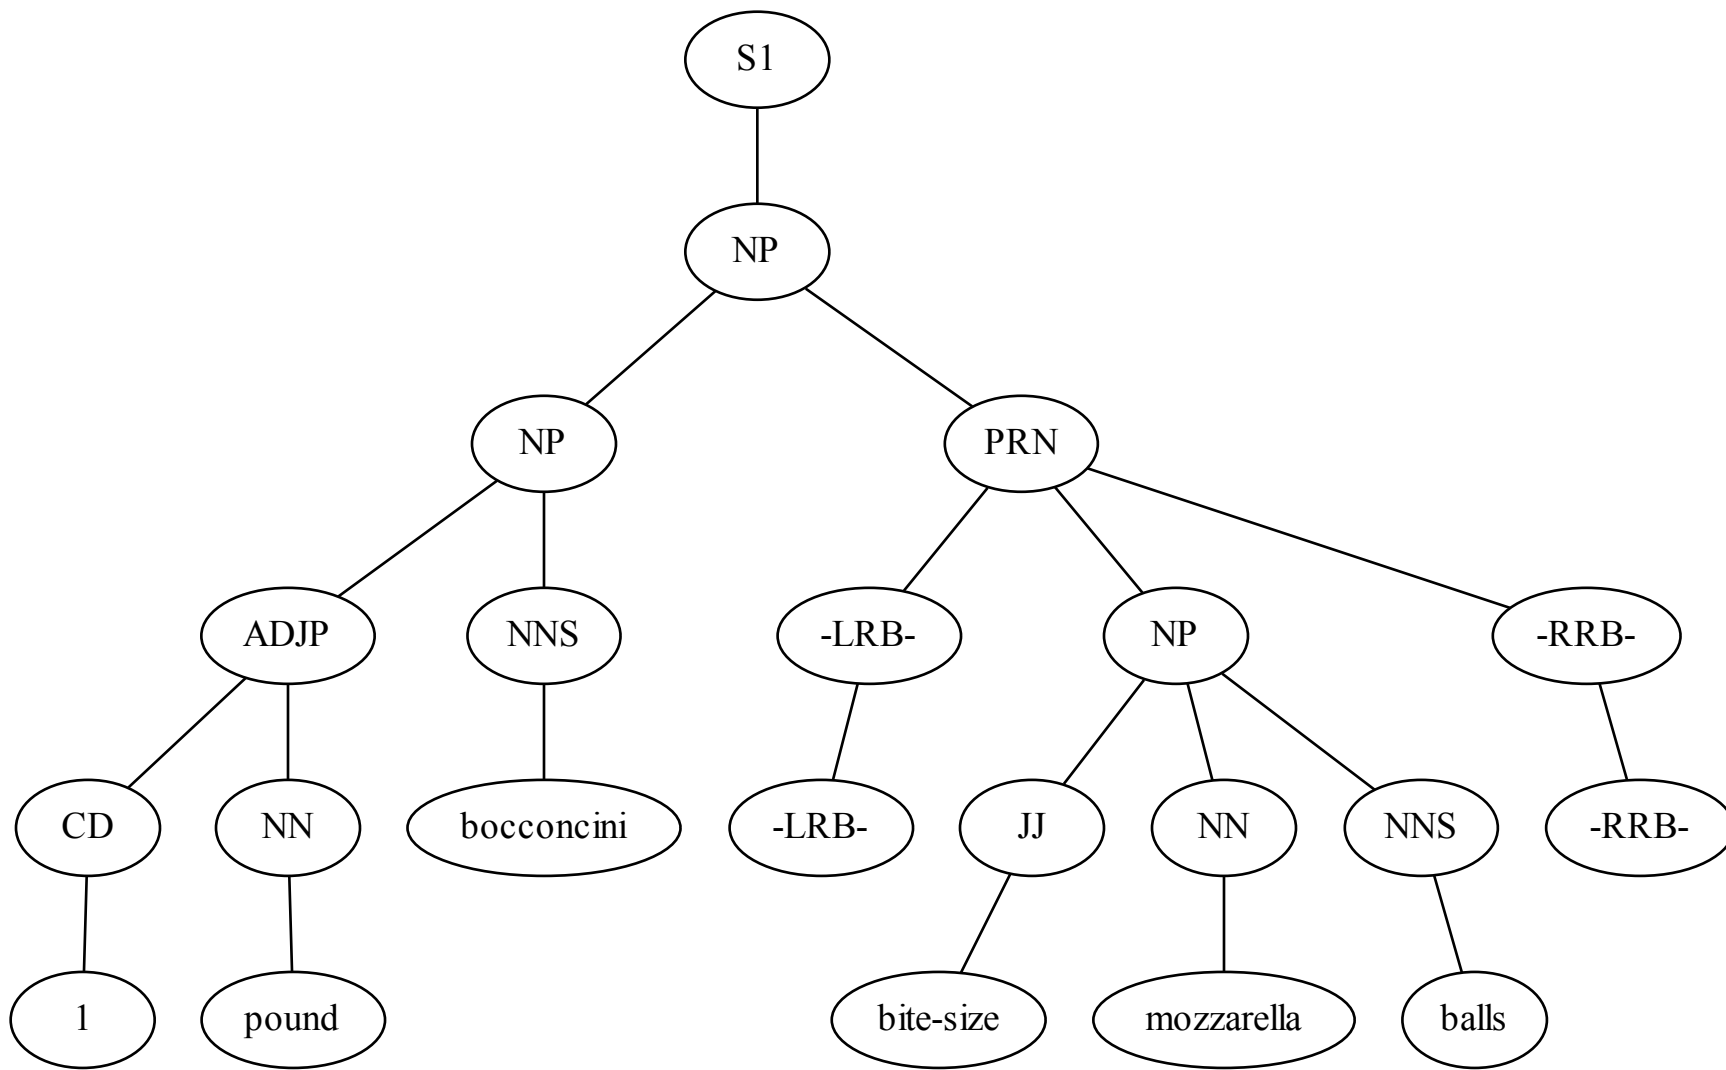 S1
NP
NP PRN
ADJP NNS -LRB- NP -RRB-
CD NN bocconcini -LRB- JJ NN NNS -RRB-
1 pound bite-size mozzarella balls